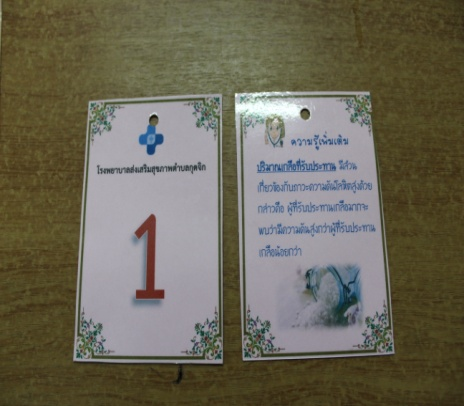 โรงพยาบาลส่งเสริมสุขภาพตำบลกุดจิก
1
ความรู้เพิ่มเติม
ปริมาณเกลือที่รับประทาน มีส่วน
เกี่ยวข้องกับภาวะความดันโลหิตสูงด้วย
กล่าวคือ ผู้ที่รับประทานเกลือมากจะ
พบว่ามีความดันสูงกว่าผู้ที่รับประทาน
เกลือน้อยกว่า